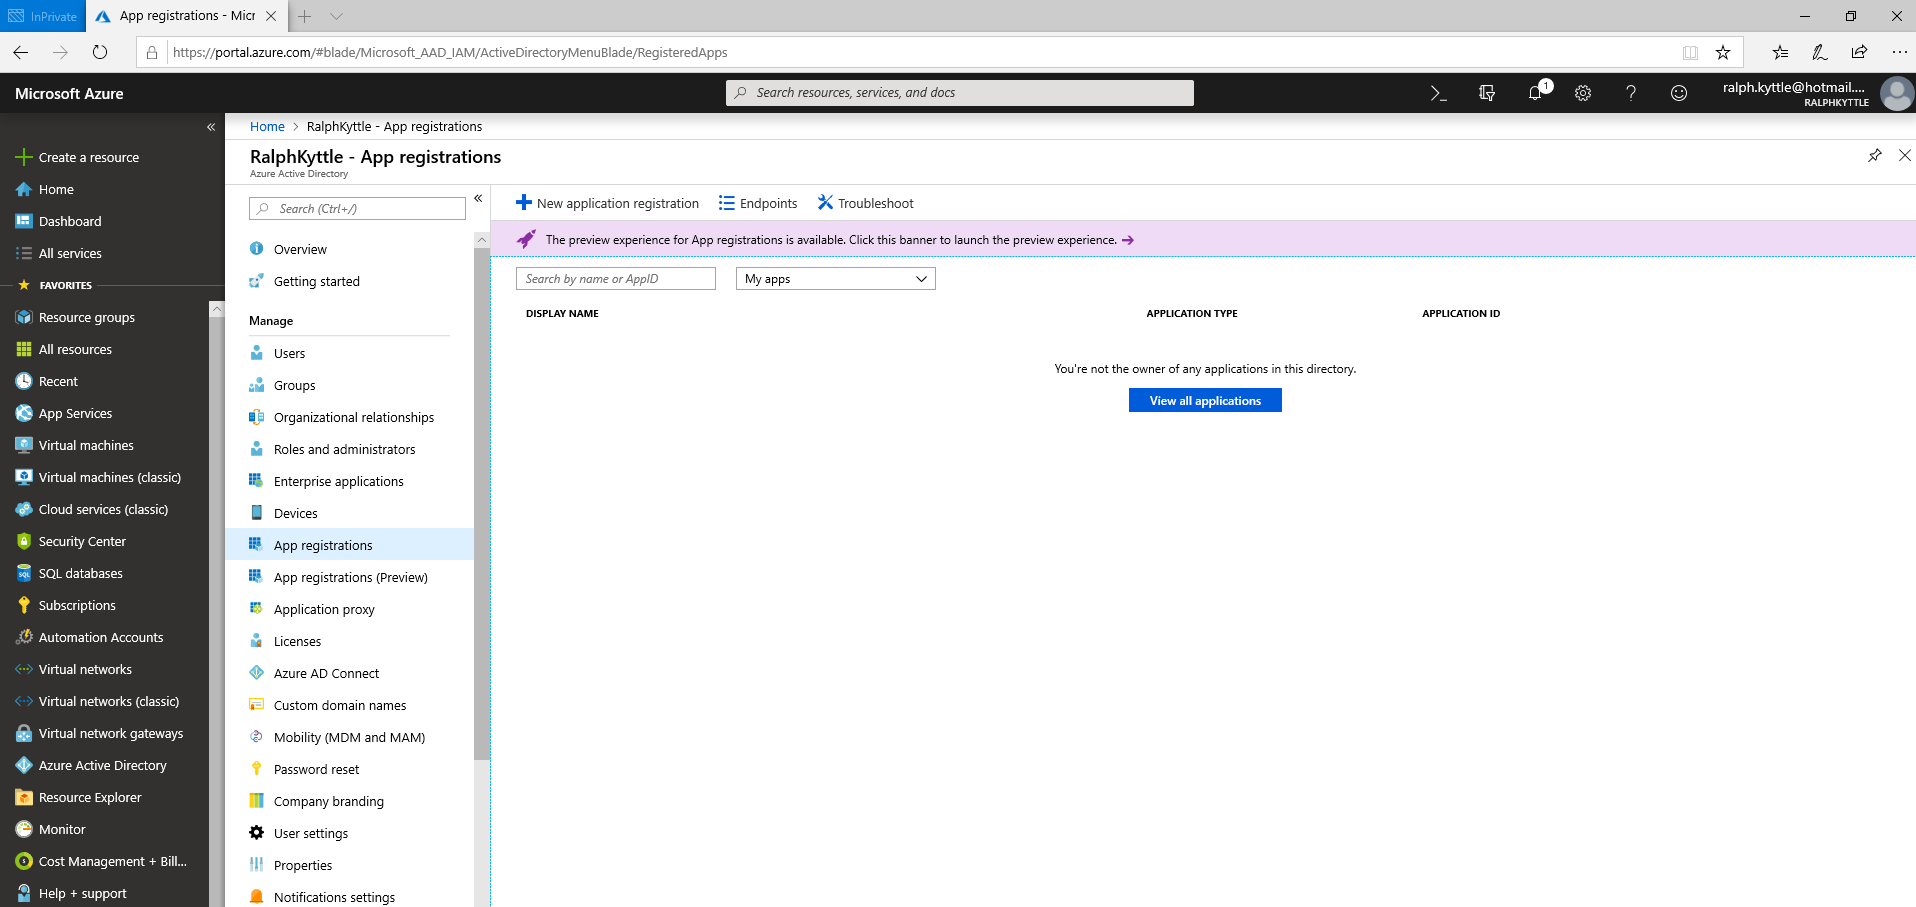 InPrivate
App registrations - Micr
https://portal.azure.com/#blade/Microsoft_AAD_IAM/ActiveDirectoryMenuBlade/RegisteredApps
Microsoft Azure
Search resources, services, and docs
1
ralph.kyttle@hotmail....
RALPHKYTTLE
Create a resource
Home
Dashboard
All services
FAVORITES
Resource groups
All resources
Recent
App Services
Virtual machines
Virtual machines (classic)
Cloud services (classic)
Security Center
SQL databases
Subscriptions
Automation Accounts
Virtual networks
Virtual networks (classic)
Virtual network gateways
Azure Active Directory
Resource Explorer
Monitor
Cost Management + Bill...
Help + support
Home > RalphKyttle - App registrations
RalphKyttle - App registrations
Azure Active Directory
Search (Ctrl+/)
Overview
Getting started
Manage
Users
Groups
Organizational relationships
Roles and administrators
Enterprise applications
Devices
App registrations
App registrations (Preview)
Application proxy
Licenses
Azure AD Connect
Custom domain names
Mobility (MDM and MAM)
Password reset
Company branding
User settings
Properties
Notifications settings
New application registration
Endpoints
Troubleshoot
The preview experience for App registrations is available. Click this banner to launch the preview experience. →
Search by name or AppID
My apps
DISPLAY NAME
APPLICATION TYPE
APPLICATION ID
You're not the owner of any applications in this directory.
View all applications